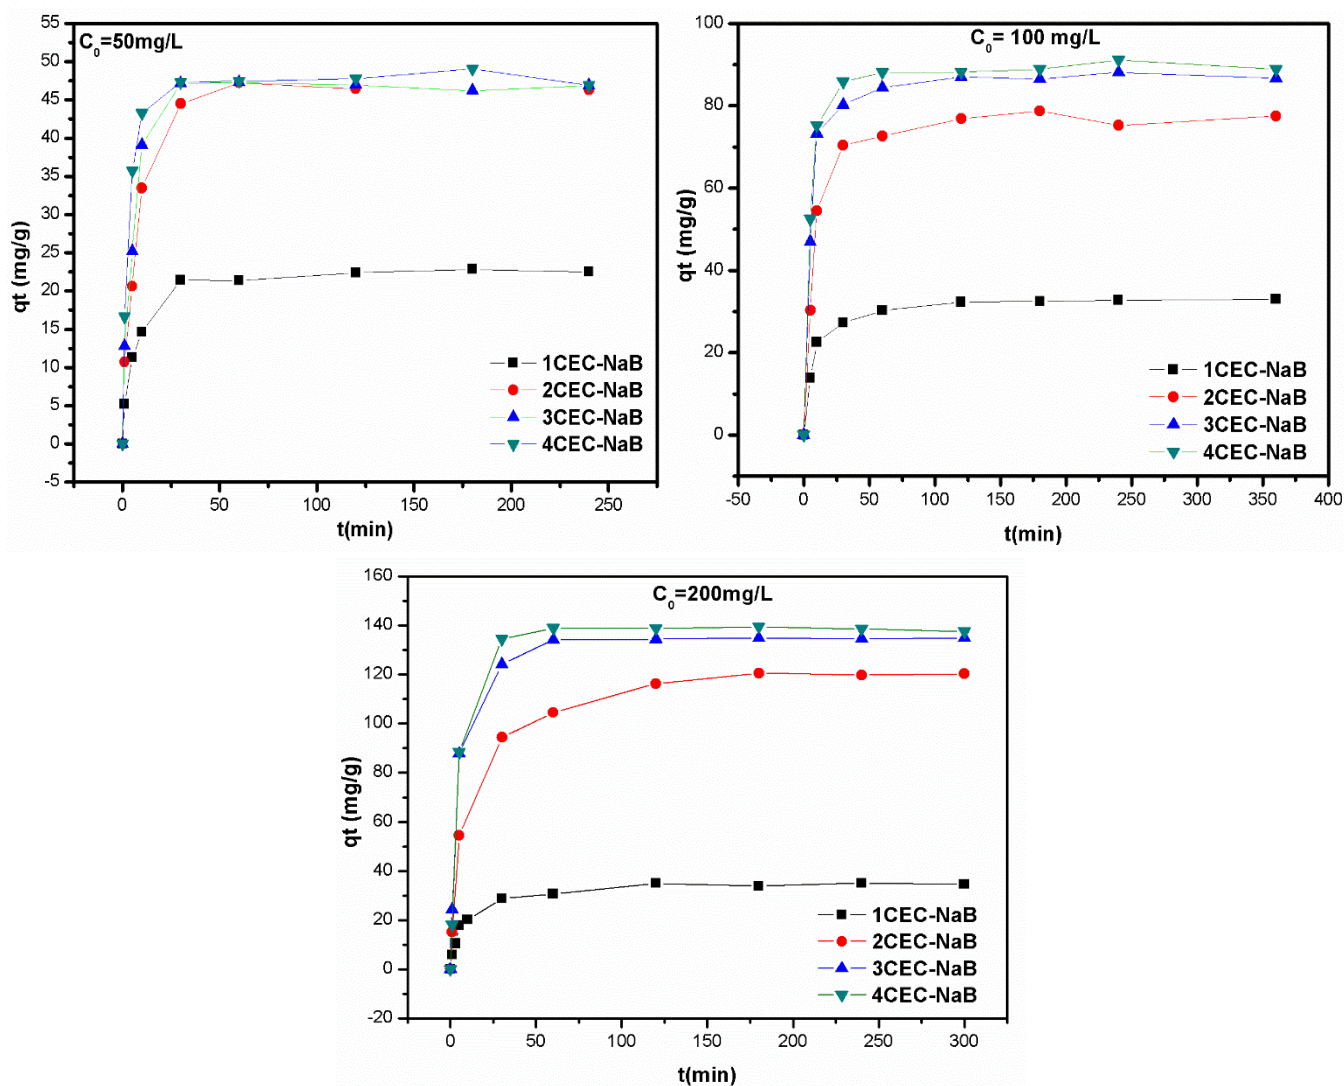 C0=50mg/L
55
50
45
40
35
30
25
20
15
10
5
0
-5
qt (mg/g)
1CEC-NaB
2CEC-NaB
3CEC-NaB
4CEC-NaB
0 50 100 150 200 250
t(min)
C0= 100 mg/L
100
80
60
40
20
0
qt (mg/g)
1CEC-NaB
2CEC-NaB
3CEC-NaB
4CEC-NaB
-50 0 50 100 150 200 250 300 350 400
t(min)
C0=200mg/L
160
140
120
100
80
60
40
20
0
-20
qt (mg/g)
1CEC-NaB
2CEC-NaB
3CEC-NaB
4CEC-NaB
0 50 100 150 200 250 300
t(min)